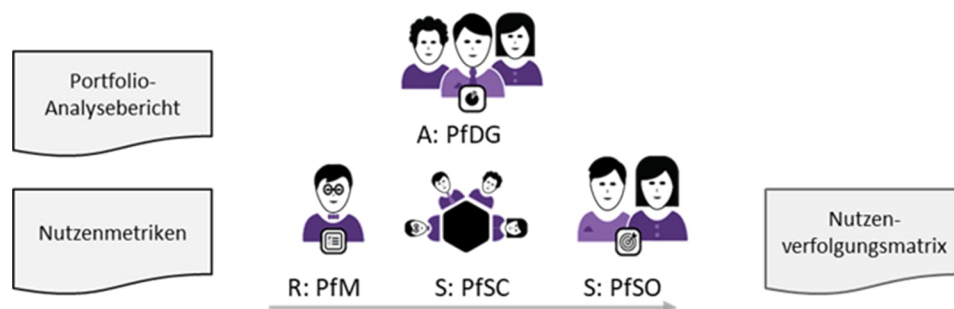 Portfolio-
Analysebericht
A: PfDG
Nutzenmetriken
R: PfM
S: PfSC
S: PfSO
Nutzen-
verfolgungsmatrix